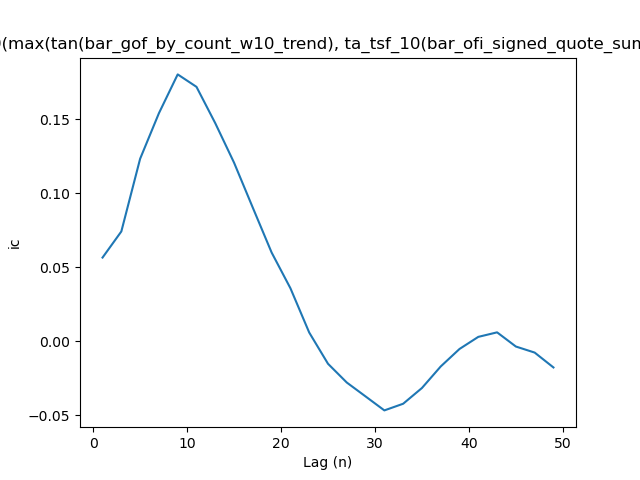 (max(tan(bar_gof_by_count_w10_trend), ta_tsf_10(bar_ofi_signed_quote_sum
0.15
0.10
0.05
0.00
−0.05
ic
0 10 20 30 40 50
Lag (n)